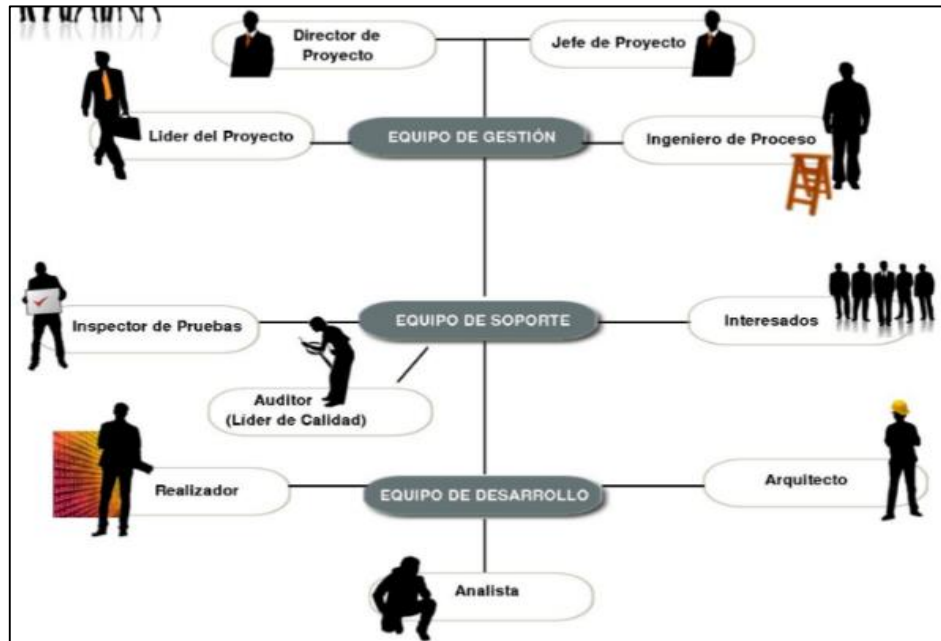 Director de
Proyecto
Jefe de Proyecto
Lider del Proyecto
EQUIPO DE GESTIÓN
Ingeniero de Proceso
Inspector de Pruebas
EQUIPO DE SOPORTE
Interesados
Auditor
(Líder de Calidad)
Realizador
EQUIPO DE DESARROLLO
Arquitecto
Analista